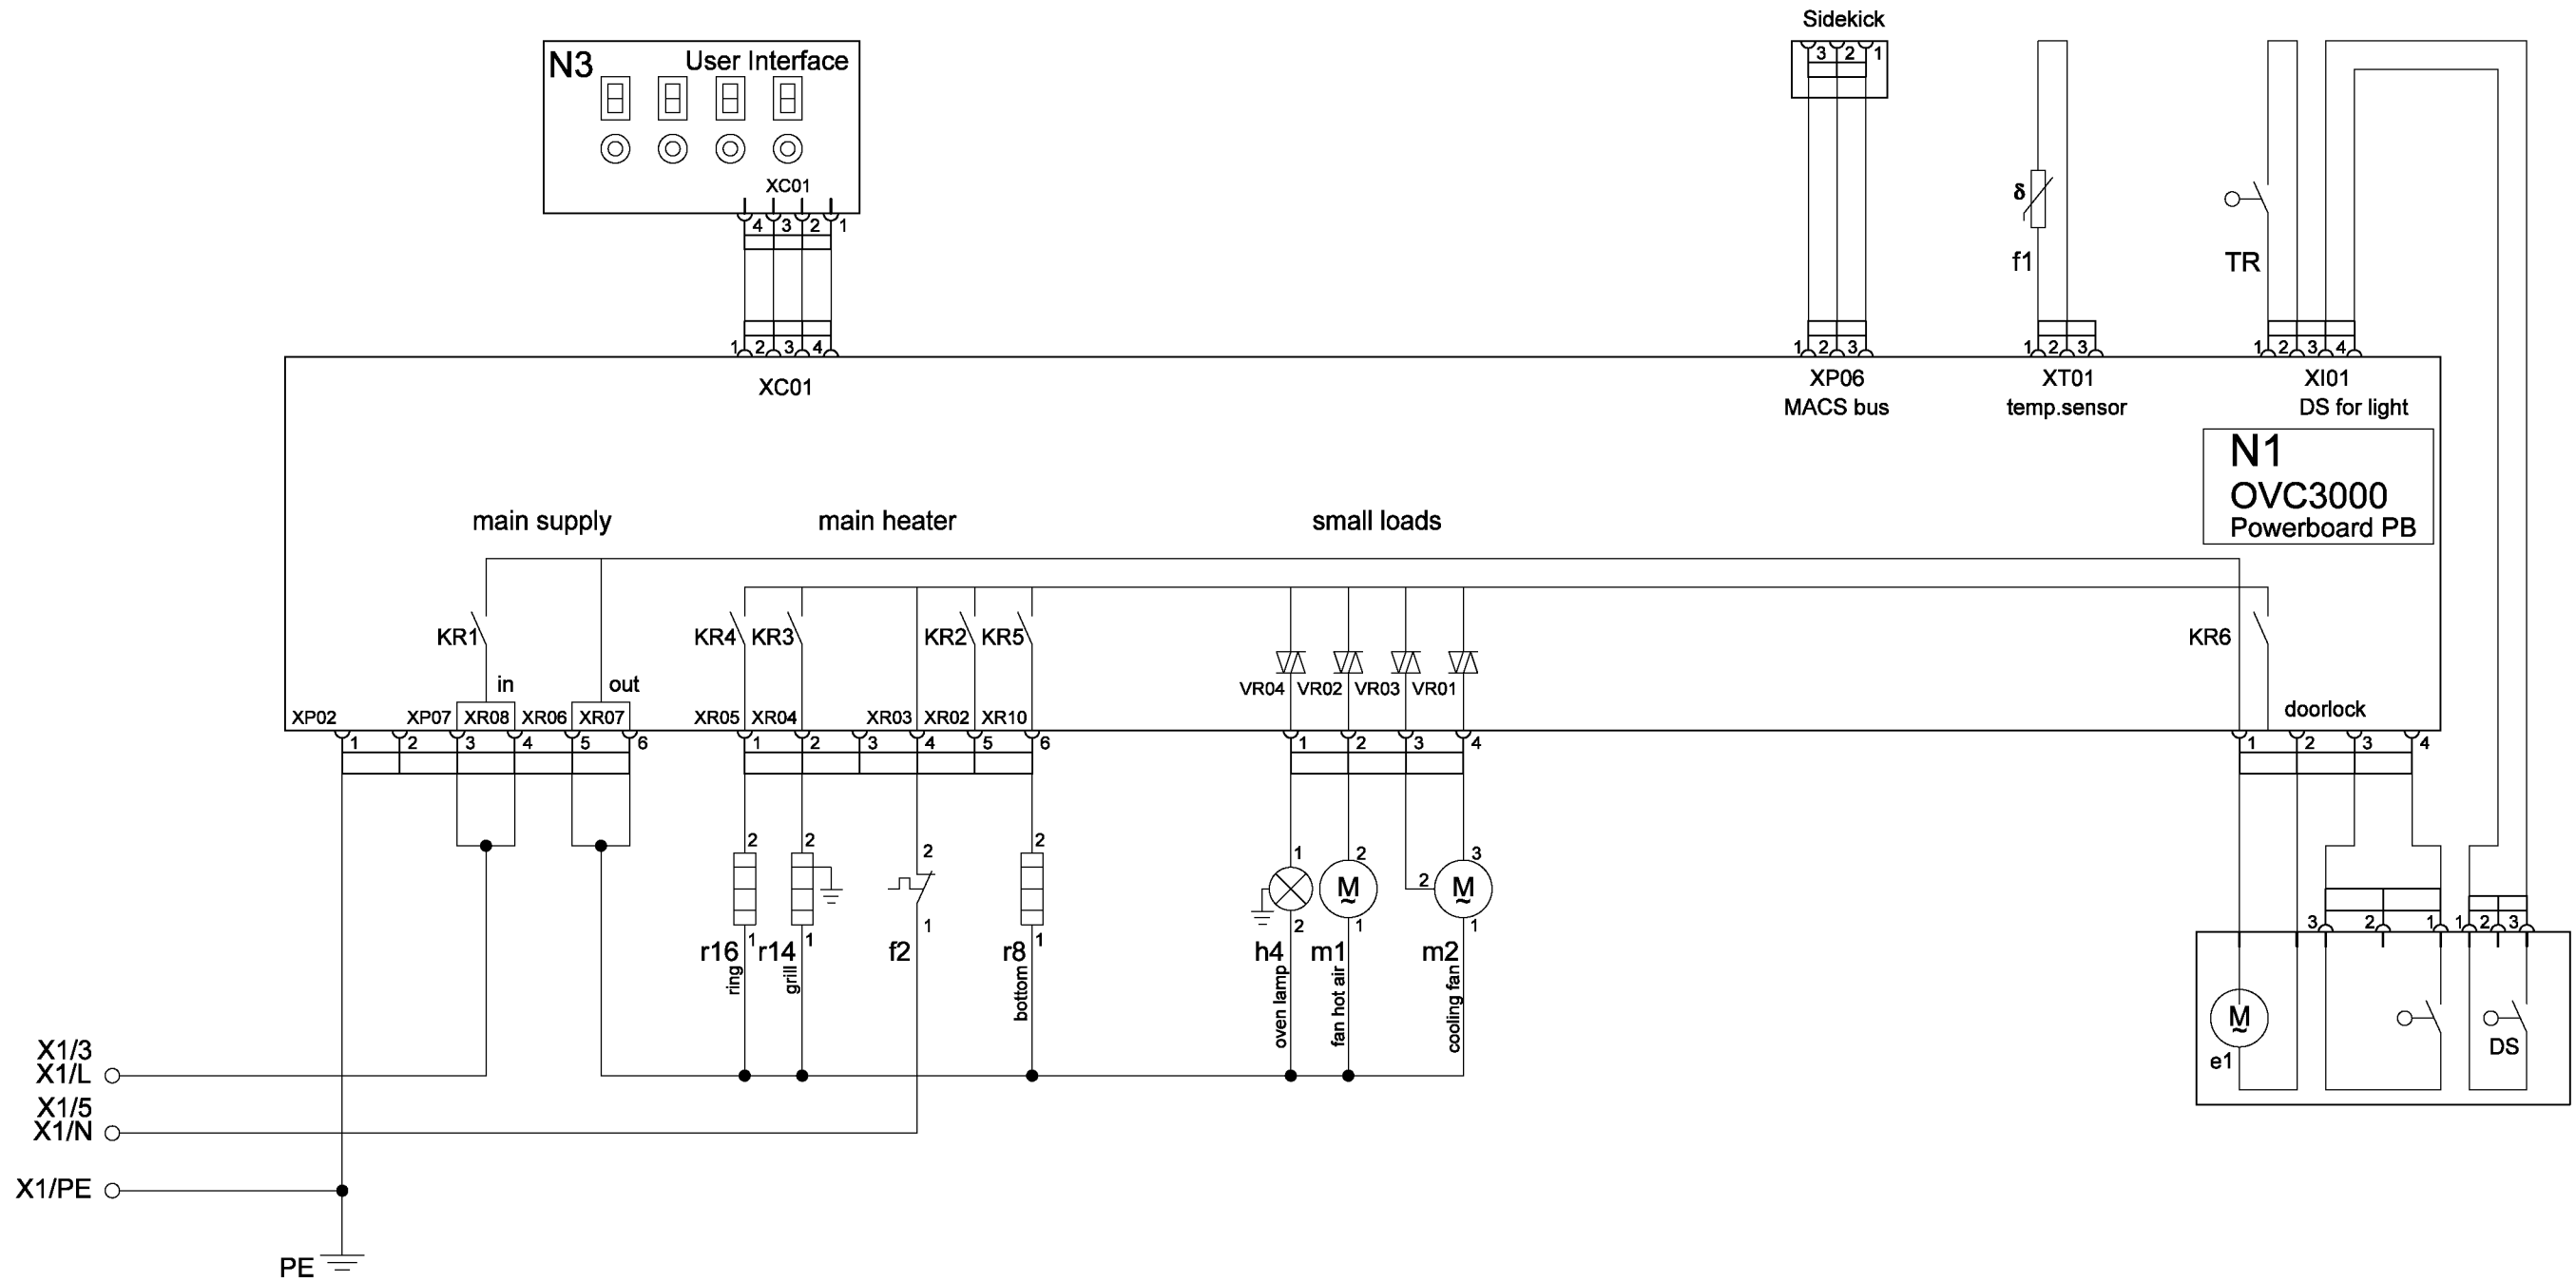 Sidekick
3 2 1
N3 User Interface
XC01
4 3 2 1
δ
f1
TR
1 2 3 4
1 2 3
1 2 3
1 2 3 4
XC01
XP06
MACS bus
XT01
temp.sensor
XI01
DS for light
N1
OVC3000
Powerboard PB
main supply
main heater
small loads
KR1
KR4
KR3
KR2
KR5
KR6
in
out
VR04
VR02
VR03
VR01
XP02
XP07
XR08
XR06
XR07
XR05
XR04
XR03
XR02
XR10
doorlock
1 2 3 4 5 6
1 2 3 4 5 6
1 2 3 4
1 2 3 4
2
2
2
2
1
2
3
M
~
2
M
~
1
1
1
1
2
1
1
r16
ring
r14
grill
f2
r8
bottom
h4
oven lamp
m1
fan hot air
m2
cooling fan
3 2 1
1 2 3
M
~
e1
DS
X1/3
X1/L
X1/5
X1/N
X1/PE
PE